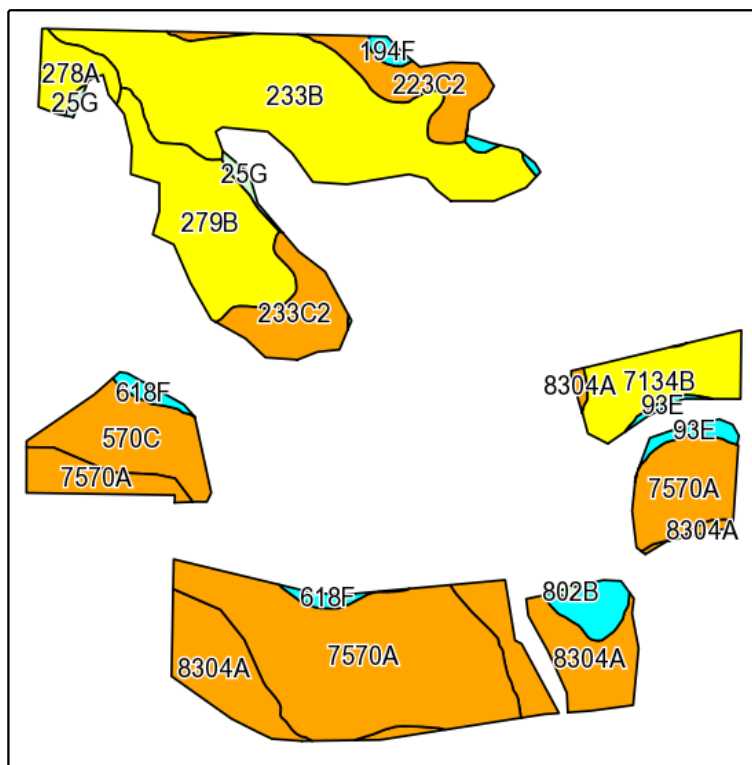 194F
278A
223C2
233B
25G
25G
279B
233C2
8304A
7134B
618F
93E
570C
93E
7570A
7570A
8304A
802B
618F
7570A
8304A
8304A